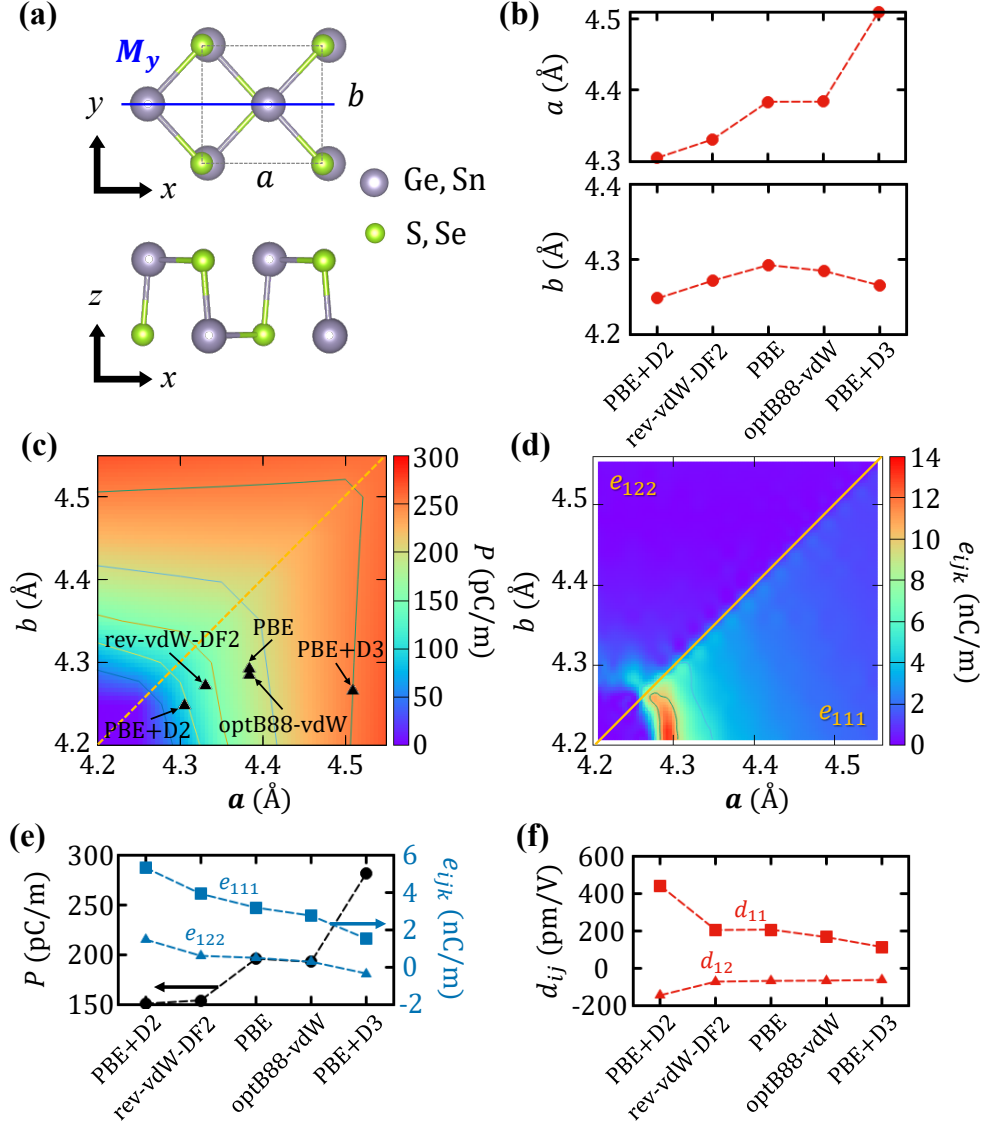 (a)
M_y
y
x
a
b
Ge, Sn
S, Se
z
x
(b)
a (Å)
4.5
4.4
4.3
b (Å)
4.4
4.3
4.2
PBE+D2
rev-vdW-DF2
PBE
optB88-vdW
PBE+D3
(c)
b (Å)
4.5
4.4
4.3
4.2
4.2
4.3
4.4
4.5
a (Å)
rev-vdW-DF2
PBE
PBE+D3
PBE+D2
optB88-vdW
300
250
200
150
100
50
0
P (pC/m)
(d)
b (Å)
4.5
4.4
4.3
4.2
4.2
4.3
4.4
4.5
a (Å)
e_122
e_111
14
12
10
8
6
4
2
0
e_ijk (nC/m)
(e)
P (pC/m)
300
250
200
150
e_111
e_122
6
4
2
0
-2
e_ijk (nC/m)
PBE+D2
rev-vdW-DF2
PBE
optB88-vdW
PBE+D3
(f)
d_ij (pm/V)
600
400
200
0
-200
d_11
d_12
PBE+D2
rev-vdW-DF2
PBE
optB88-vdW
PBE+D3